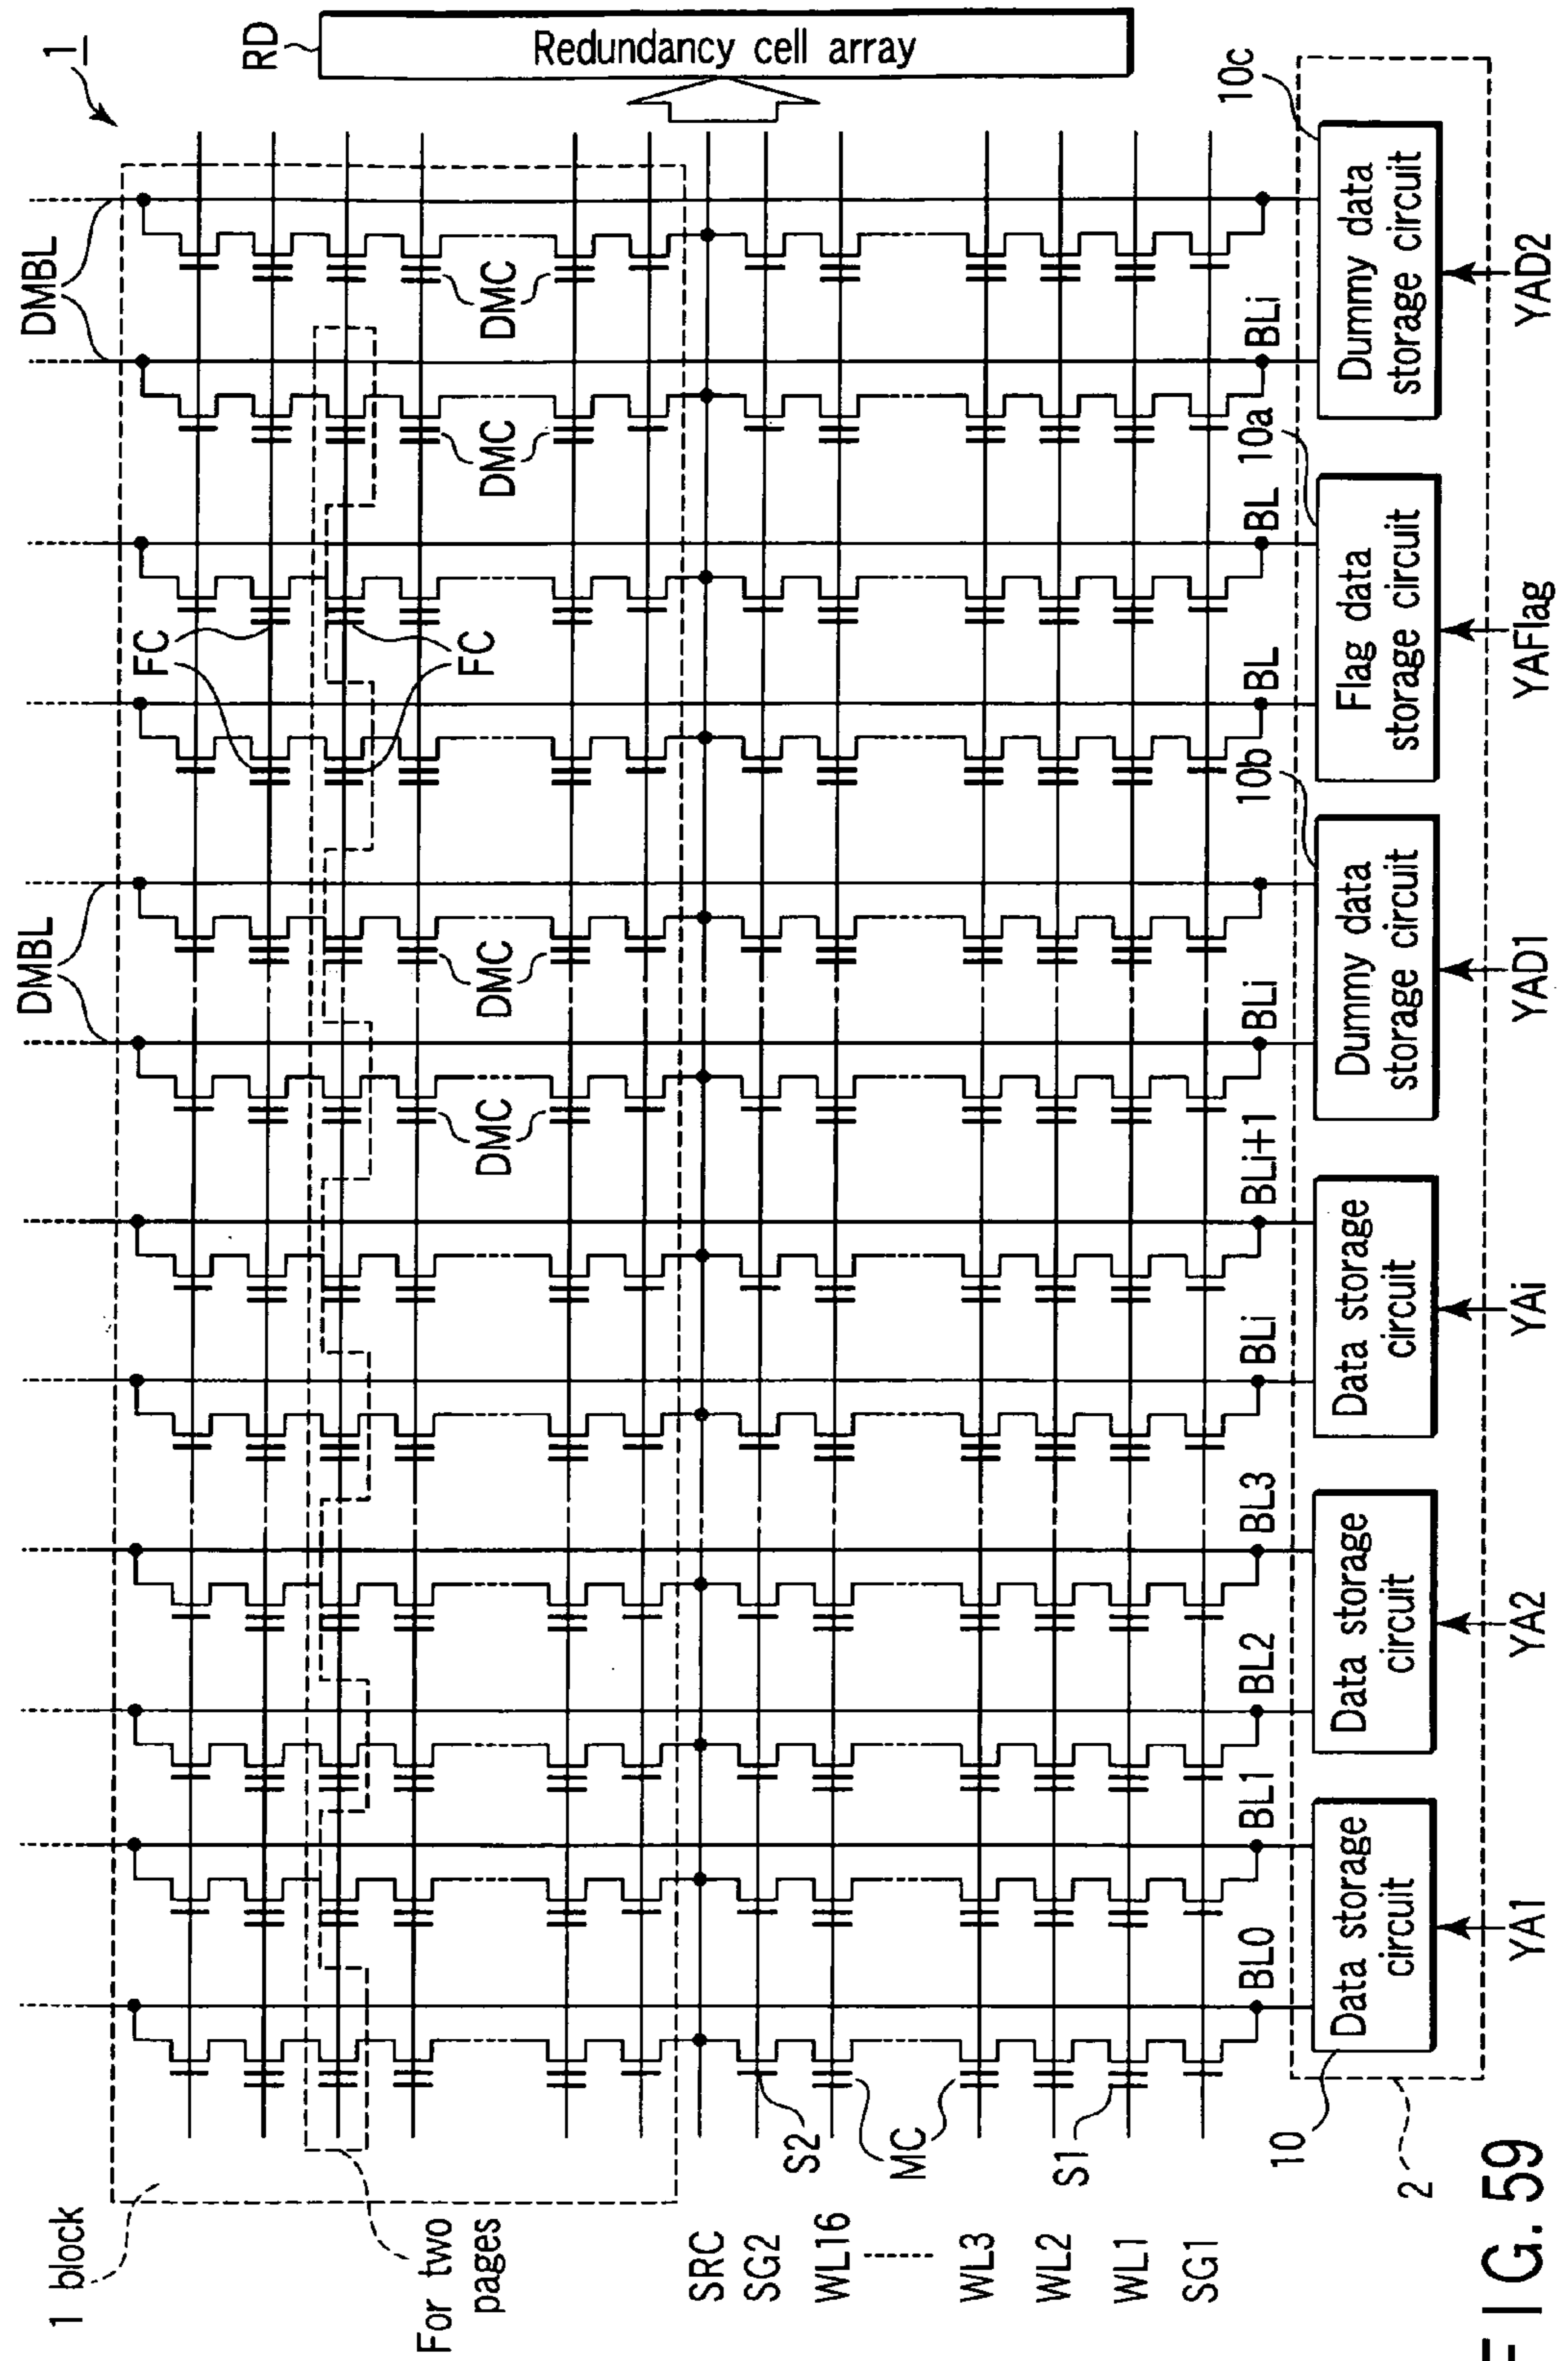 1
RD
Redundancy cell array
DMBL
DMBL
1 block
For two
pages
FC
FC
DMC
DMC
DMC
DMC
SRC
SG2
WL16
WL3
WL2
WL1
SG1
S2
MC
S1
BL0
BL1
BL2
BL3
BLi
BLi+1
BLi
BL
BL
BLi
10
10b
10a
10c
2
Data storage
circuit
Data storage
circuit
Data storage
circuit
Dummy data
storage circuit
Flag data
storage circuit
Dummy data
storage circuit
YA1
YA2
YAi
YAD1
YAFlag
YAD2
FIG. 59